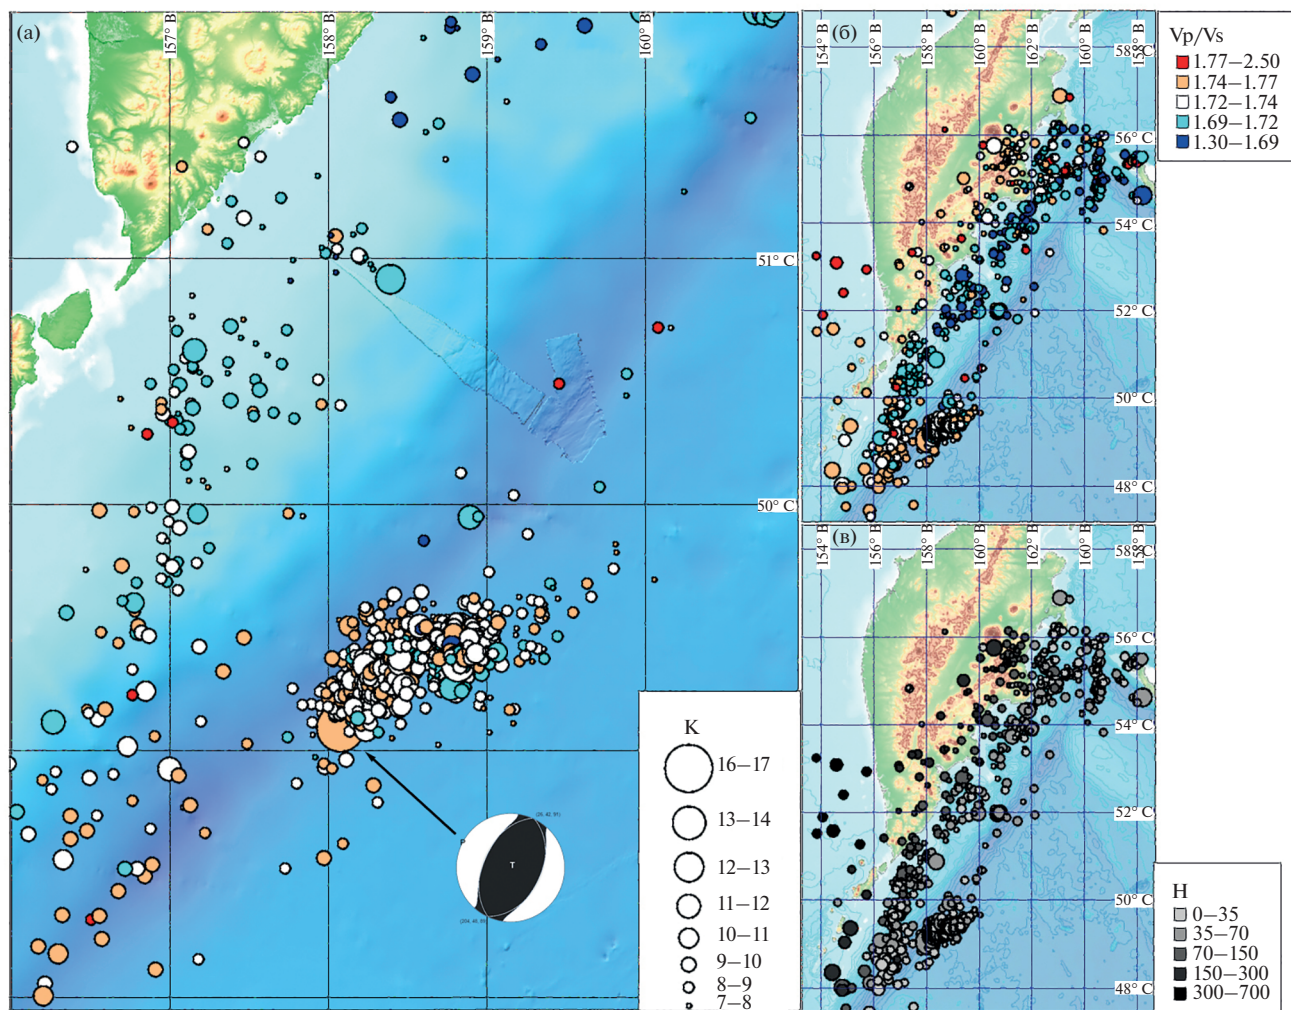 (а)
157° В
158° В
159° В
160° В
51° С
50° С
K
16–17
13–14
12–13
11–12
10–11
9–10
8–9
7–8
P
T
(б)
154° В
156° В
158° В
160° В
162° В
160° В
58° С
56° С
54° С
52° С
50° С
48° С
Vp/Vs
1.77–2.50
1.74–1.77
1.72–1.74
1.69–1.72
1.30–1.69
(в)
154° В
156° В
158° В
160° В
162° В
160° В
58° С
56° С
54° С
52° С
50° С
48° С
H
0–35
35–70
70–150
150–300
300–700